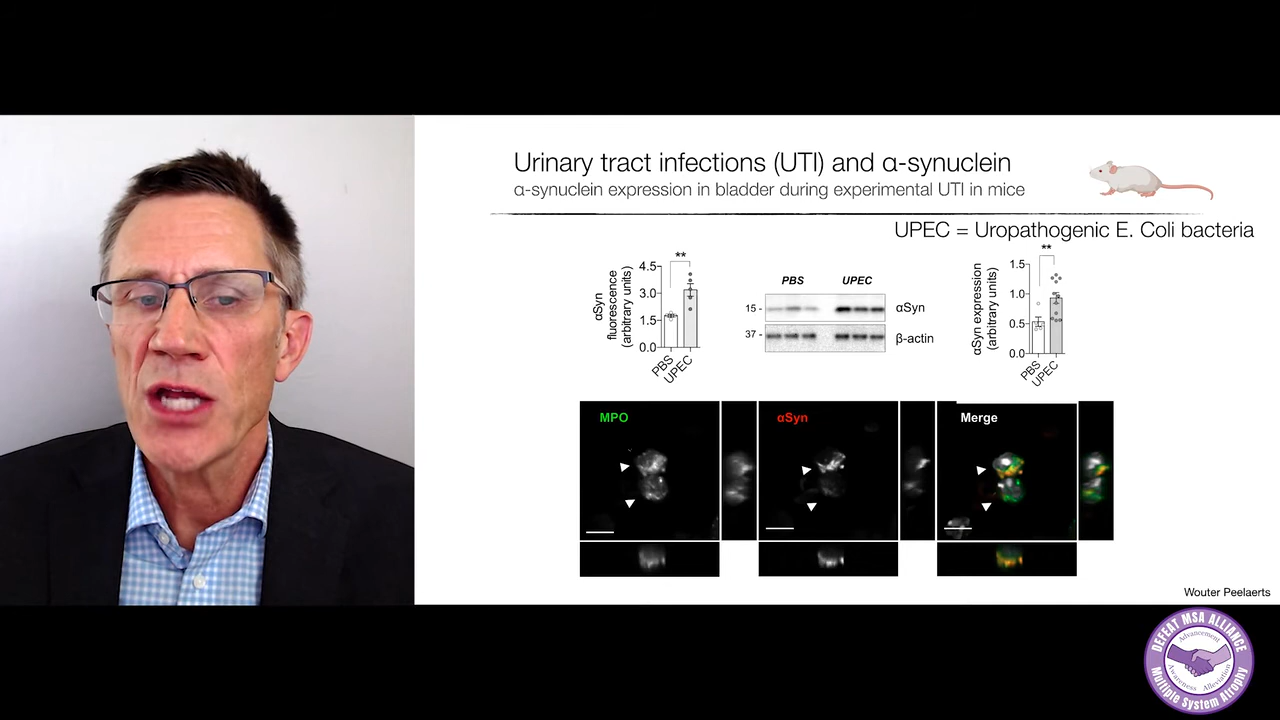 Urinary tract infections (UTI) and α-synuclein
α-synuclein expression in bladder during experimental UTI in mice
UPEC = Uropathogenic E. Coli bacteria
αSyn
fluorescence
(arbitrary units)
4.5
3.0
1.5
0.0
**
PBS
UPEC
PBS UPEC
15 -
αSyn
37 -
β-actin
αSyn expression
(arbitrary units)
1.5
1.0
0.5
0.0
**
PBS
UPEC
MPO
αSyn
Merge
Wouter Peelaerts
DEFEAT MSA ALLIANCE
Advancement
Awareness Alleviation
Multiple System Atrophy